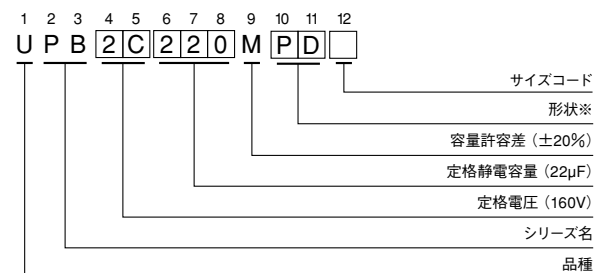 1 2 3 4 5 6 7 8 9 10 11 12
U P B 2 C 2 2 0 M P D
サイズコード
形状※
容量許容差（±20%）
定格静電容量（22µF）
定格電圧（160V）
シリーズ名
品種